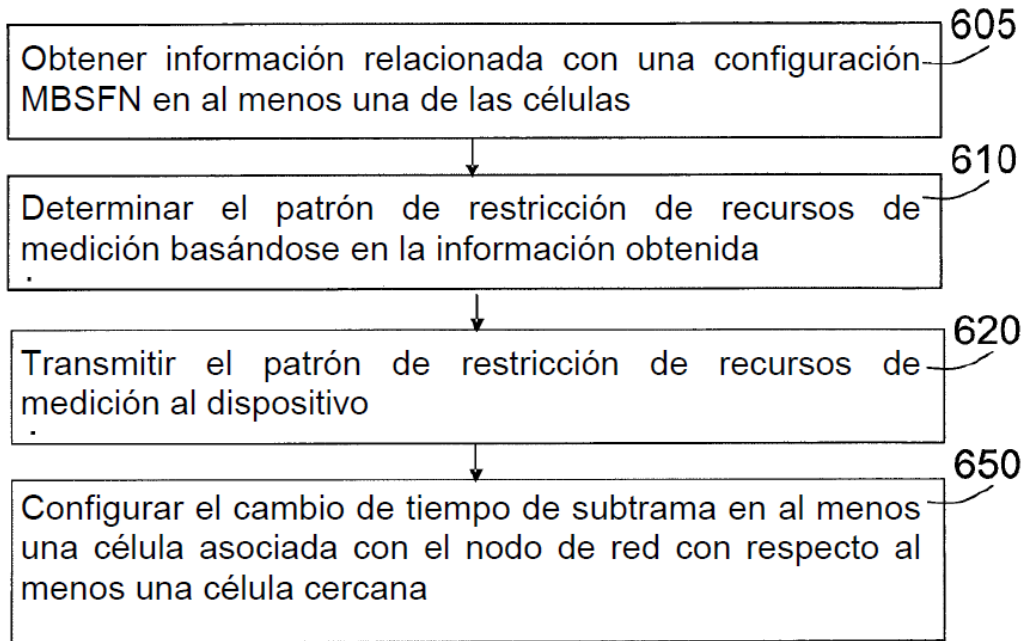 605
Obtener información relacionada con una configuración
MBSFN en al menos una de las células
610
Determinar el patrón de restricción de recursos de
medición basándose en la información obtenida
.
620
Transmitir el patrón de restricción de recursos de
medición al dispositivo
.
650
Configurar el cambio de tiempo de subtrama en al menos
una célula asociada con el nodo de red con respecto al
menos una célula cercana